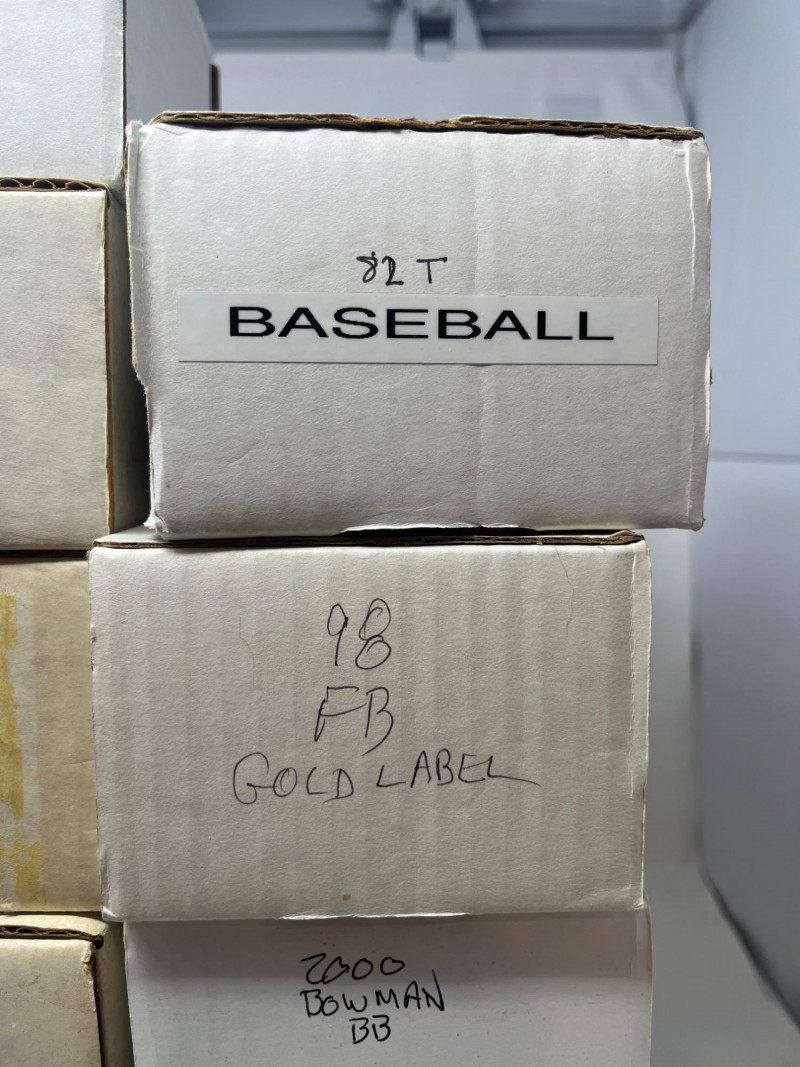 82 T
BASEBALL
98
FB
GOLD LABEL
2000
BOWMAN
BB